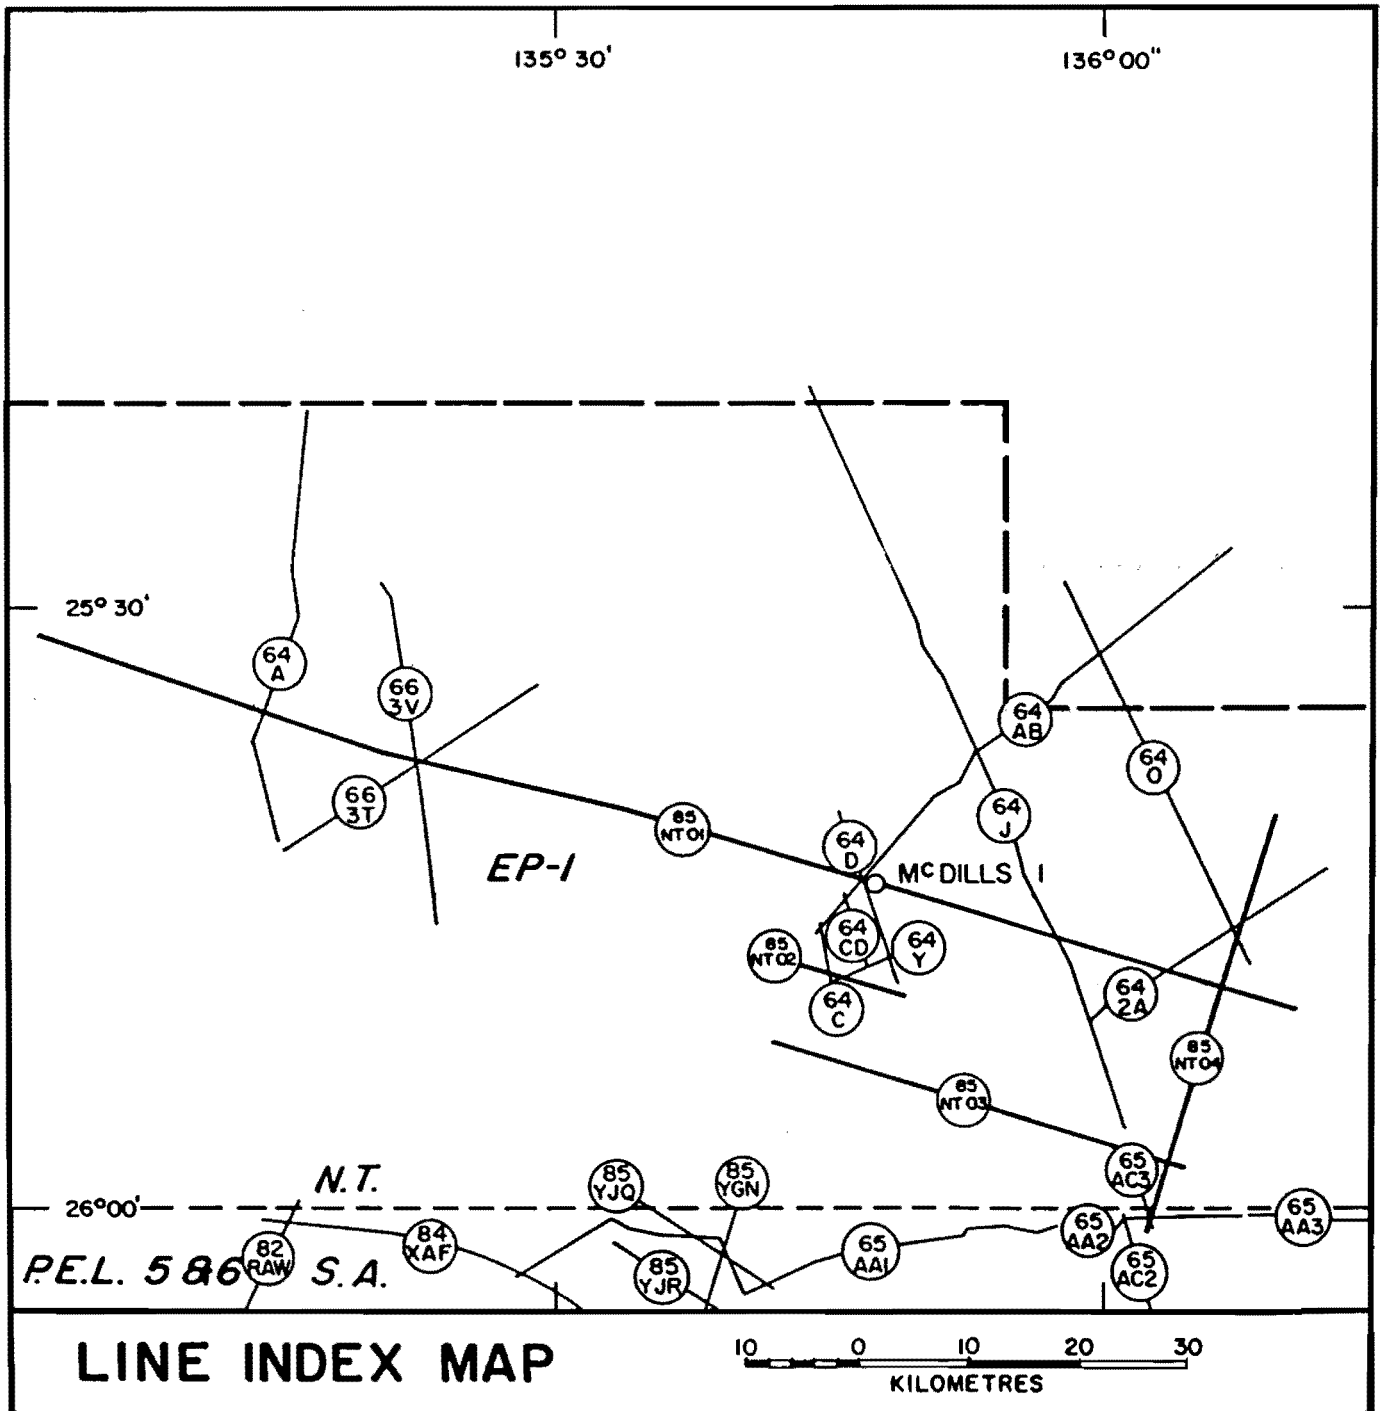 135° 30'
136° 00"
25° 30'
64
A
66
3V
64
AB
64
O
66
3T
64
J
85
NT01
64
D
EP-1
McDILLS 1
64
CD
64
Y
85
NT02
64
2A
64
C
85
NT04
85
NT03
N.T.
85
YJQ
85
YGN
65
AC3
26°00'
65
AA3
65
AA2
84
XAF
65
AA1
82
RAW
P.E.L. 5 & 6
S.A.
85
YJR
65
AC2
LINE INDEX MAP
10 0 10 20 30
KILOMETRES